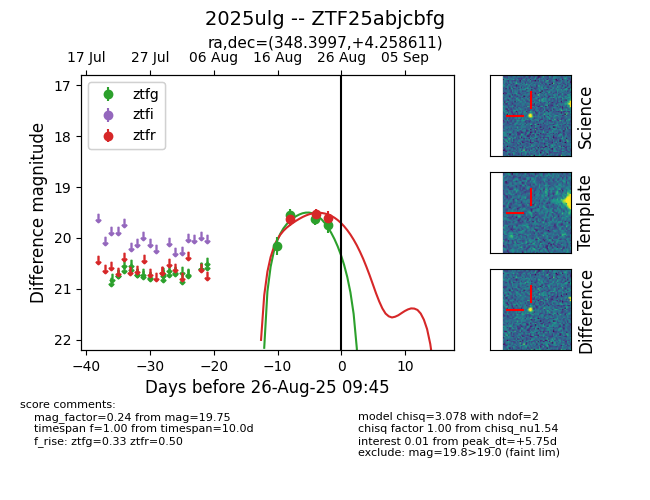 2025ulg -- ZTF25abjcbfg
ra,dec=(348.3997,+4.258611)
17 Jul 27 Jul 06 Aug 16 Aug 26 Aug 05 Sep
17
18
19
20
21
22
Difference magnitude
ztfg
ztfi
ztfr
−40 −30 −20 −10 0 10
Days before 26-Aug-25 09:45
Science
Template
Difference
score comments:
mag_factor=0.24 from mag=19.75
timespan f=1.00 from timespan=10.0d
f_rise: ztfg=0.33 ztfr=0.50
model chisq=3.078 with ndof=2
chisq factor 1.00 from chisq_nu1.54
interest 0.01 from peak_dt=+5.75d
exclude: mag=19.8>19.0 (faint lim)